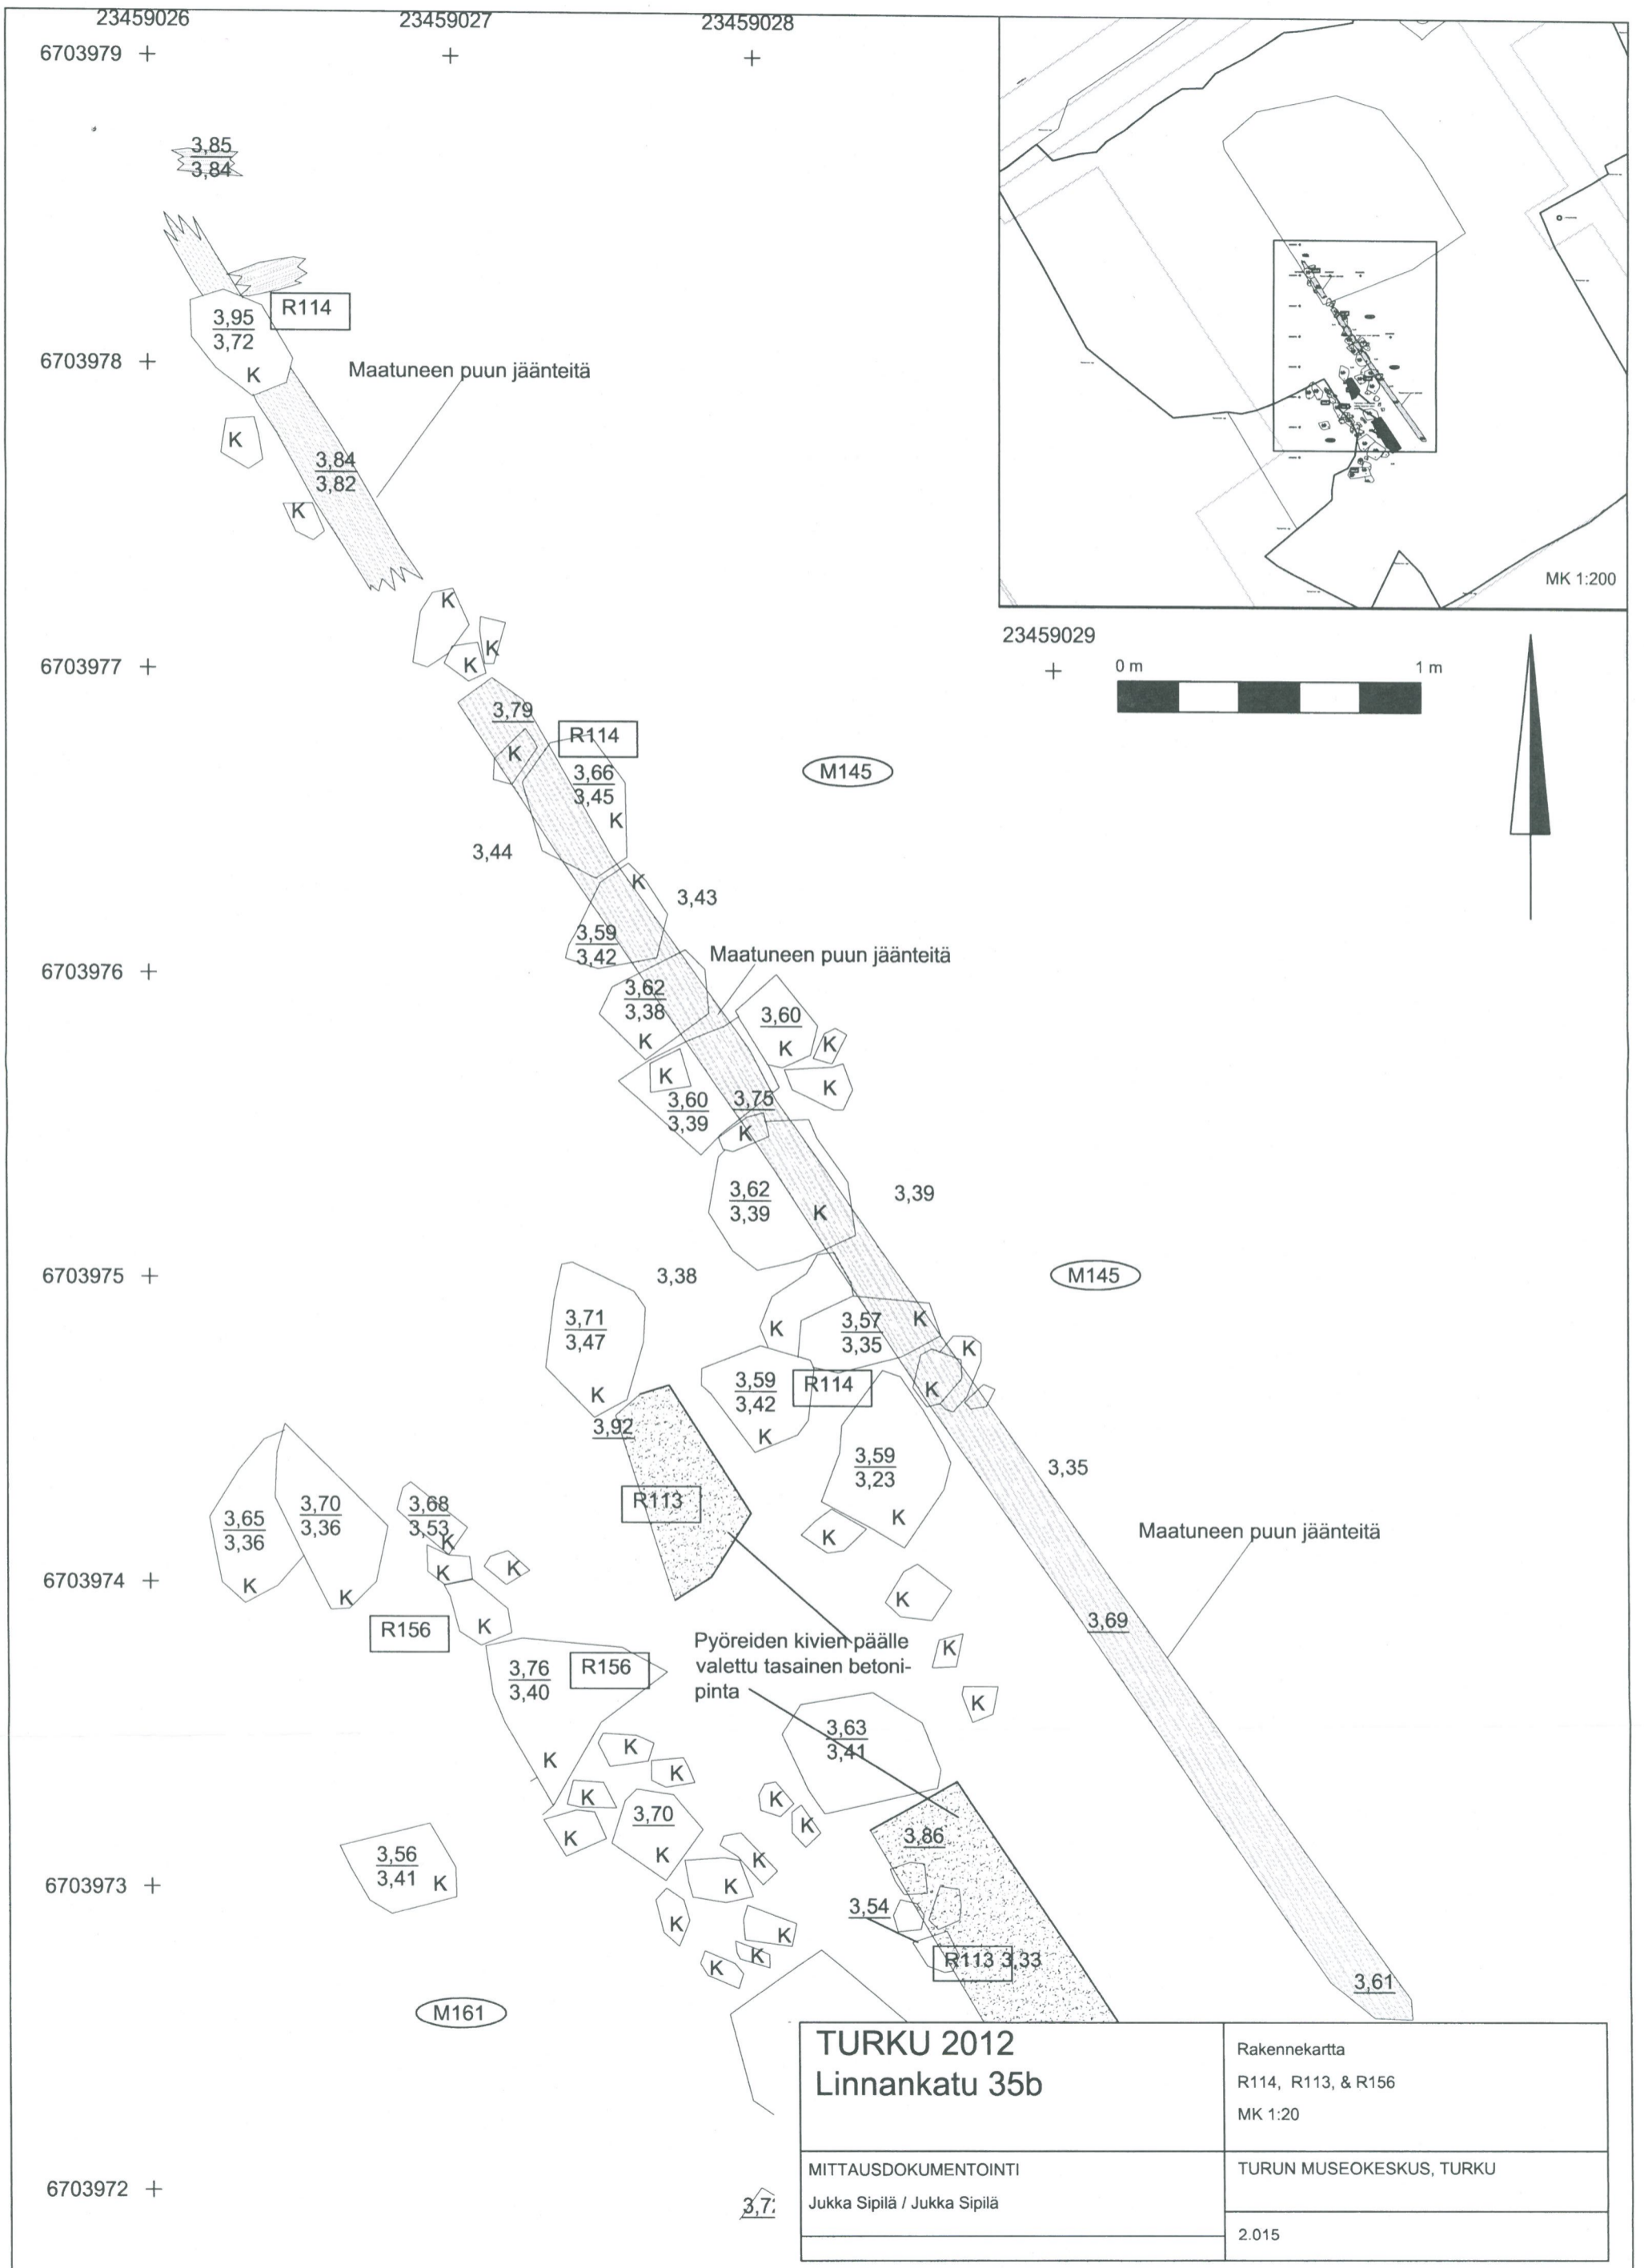 23459026 23459027 23459028
6703979
3,85
3,84
R114
3,95
3,72
K
6703978
Maatuneen puun jäänteitä
K
3,84
3,82
K
MK 1:200
K
K
K
23459029
6703977
0 m 1 m
3,79
R114
K
3,66
3,45
K
M145
3,44
K
3,43
3,59
3,42
Maatuneen puun jäänteitä
6703976
3,62
3,38
K
3,60
K
K
K
K
3,60
3,39
3,75
K
3,62
3,39
K
3,39
6703975
3,38
M145
3,71
3,47
K
K
3,57
3,35
K
K
K
3,59
3,42
K
R114
3,92
3,59
3,23
K
3,35
R113
3,65
3,36
K
3,70
3,36
K
3,68
3,53
K
K
K
K
K
Maatuneen puun jäänteitä
6703974
K
R156
3,69
Pyöreiden kivien päälle
valettu tasainen betoni-
pinta
K
3,76
3,40
K
R156
K
3,63
3,41
K
K
K
K
K
K
3,70
K
3,86
3,56
3,41
K
6703973
K
K
K
K
K
K
3,54
R113 3,33
3,61
M161
TURKU 2012
Linnankatu 35b
Rakennekartta
R114, R113, & R156
MK 1:20
MITTAUSDOKUMENTOINTI
Jukka Sipilä / Jukka Sipilä
TURUN MUSEOKESKUS, TURKU
2.015
6703972